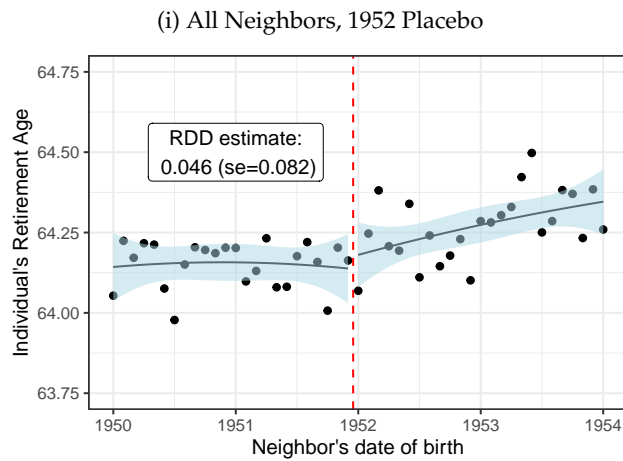 (i) All Neighbors, 1952 Placebo
64.75
64.50
64.25
64.00
63.75
Individual's Retirement Age
RDD estimate:
0.046 (se=0.082)
1950 1951 1952 1953 1954
Neighbor's date of birth